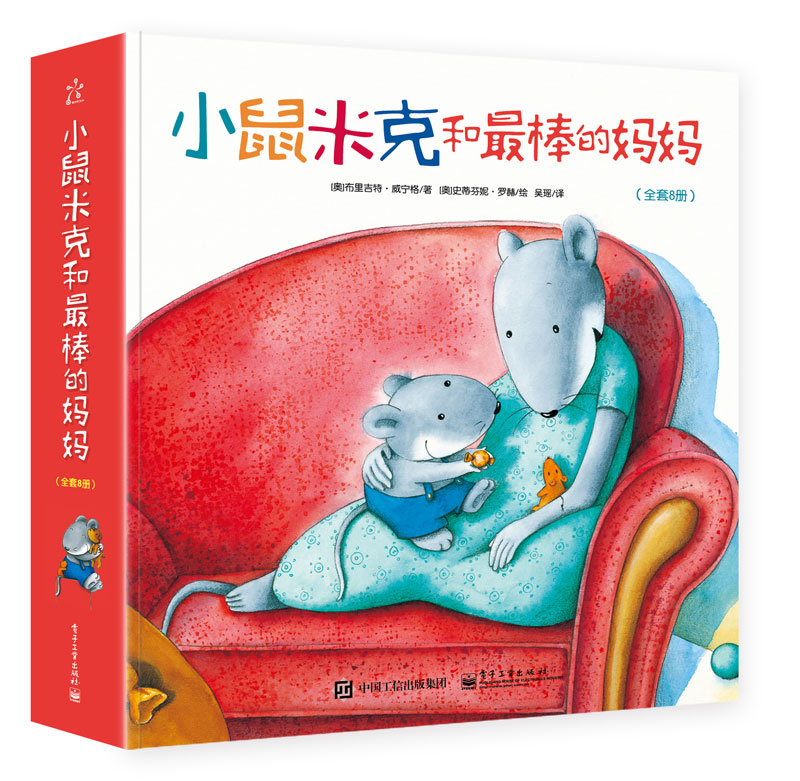 小鼠米克和最棒的妈妈
(全套8册)
电子工业出版社
小鼠米克和最棒的妈妈
[奥]布里吉特·威宁格/著 [奥]史蒂芬妮·罗赫/绘 吴瑶/译
(全套8册)
中国工信出版集团 电子工业出版社